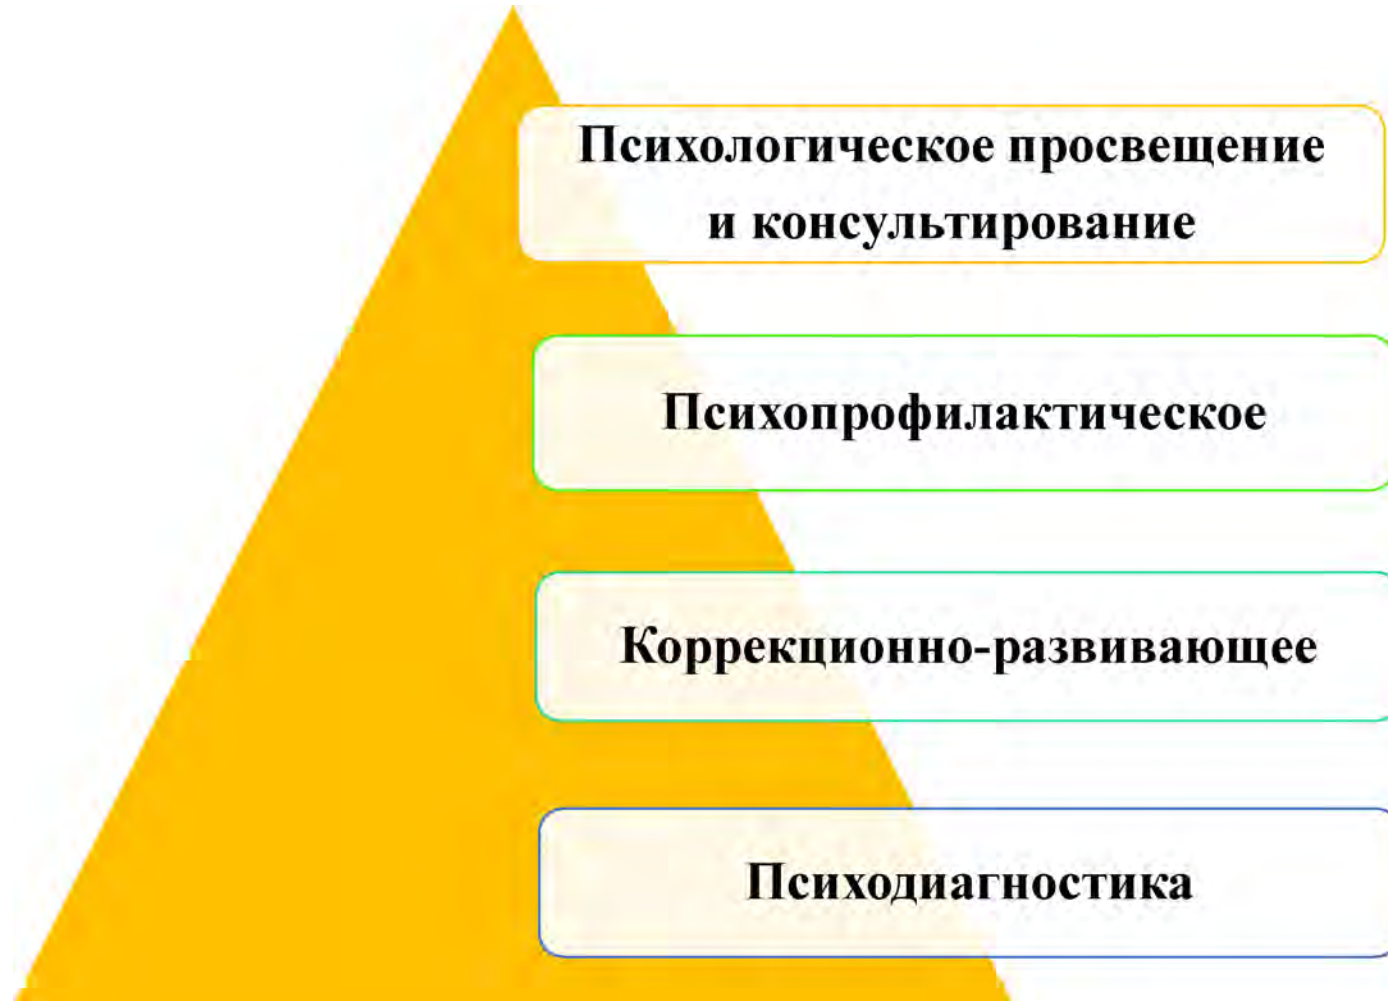 Психологическое просвещение
и консультирование
Психопрофилактическое
Коррекционно-развивающее
Психодиагностика